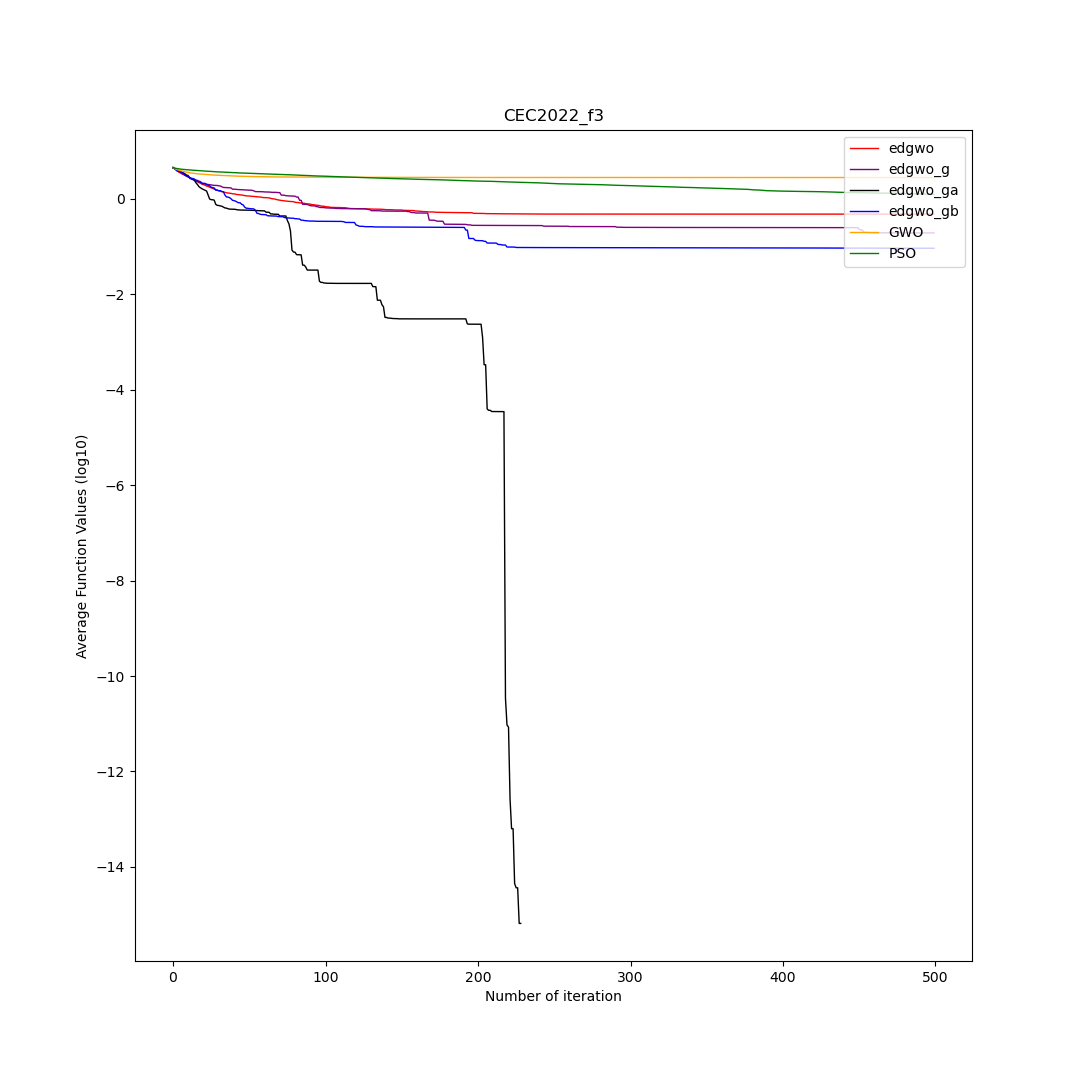 CEC2022_f3
edgwo
edgwo_g
edgwo_ga
edgwo_gb
GWO
PSO
0
−2
−4
−6
−8
−10
−12
−14
Average Function Values (log10)
0 100 200 300 400 500
Number of iteration